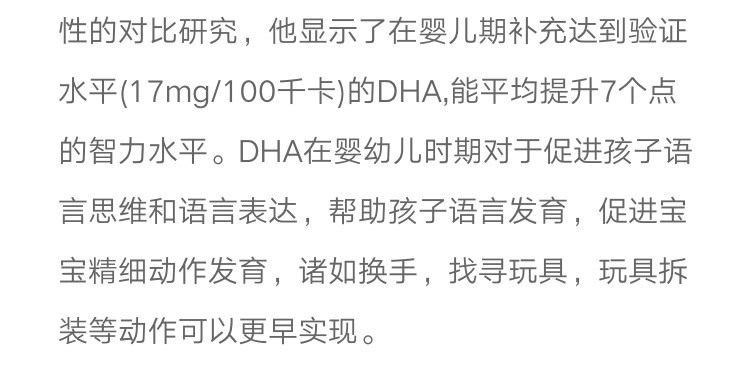 性的对比研究，他显示了在婴儿期补充达到验证
水平(17mg/100千卡)的DHA,能平均提升7个点
的智力水平。DHA在婴幼儿时期对于促进孩子语
言思维和语言表达，帮助孩子语言发育，促进宝
宝精细动作发育，诸如换手，找寻玩具，玩具拆
装等动作可以更早实现。